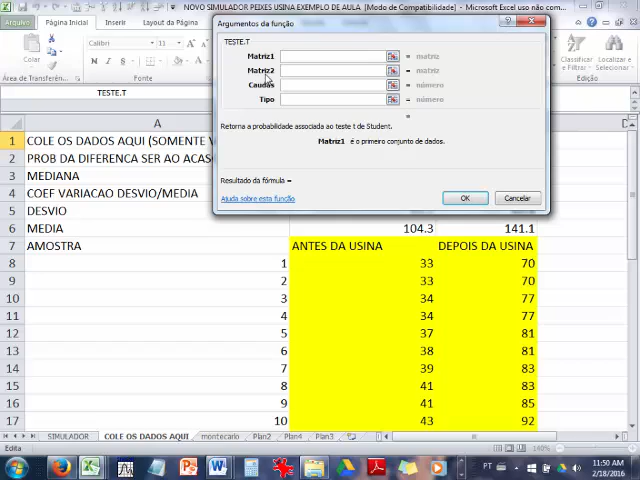 NOVO SIMULADOR PEIXES USINA EXEMPLO DE AULA [Modo de Compatibilidade] - Microsoft Excel uso não com...
Arquivo Página Inicial Inserir Layout da Página
Calibri 11
Colar
Área de Transferên...
TESTE.T
Argumentos da função
TESTE.T
Matriz1 = matriz
Matriz2 = matriz
Caudas = número
Tipo = número
=
Retorna a probabilidade associada ao teste t de Student.
Matriz1 é o primeiro conjunto de dados.
Resultado da fórmula =
Ajuda sobre esta função OK Cancelar
A
1 COLE OS DADOS AQUI (SOMENTE V
2 PROB DA DIFERENCA SER AO ACAS
3 MEDIANA
4 COEF VARIACAO DESVIO/MEDIA
5 DESVIO
6 MEDIA 104.3 141.1
7 AMOSTRA ANTES DA USINA DEPOIS DA USINA
8 1 33 70
9 2 33 70
10 3 34 77
11 4 34 77
12 5 37 81
13 6 38 81
14 7 39 83
15 8 41 83
16 9 41 85
17 10 43 92
SIMULADOR COLE OS DADOS AQUI montecarlo Plan2 Plan4 Plan3
Edita 140%
PT 11:50 AM
2/18/2016